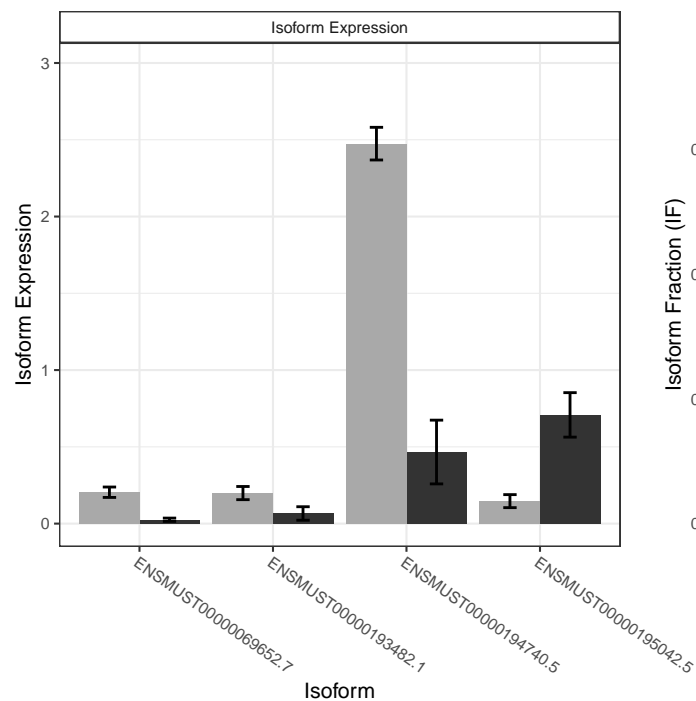 Isoform Expression
3
2
1
0
Isoform Expression
ENSMUST00000069652.7
ENSMUST00000193482.1
ENSMUST00000194740.5
ENSMUST00000195042.5
Isoform
Isoform Fraction (IF)